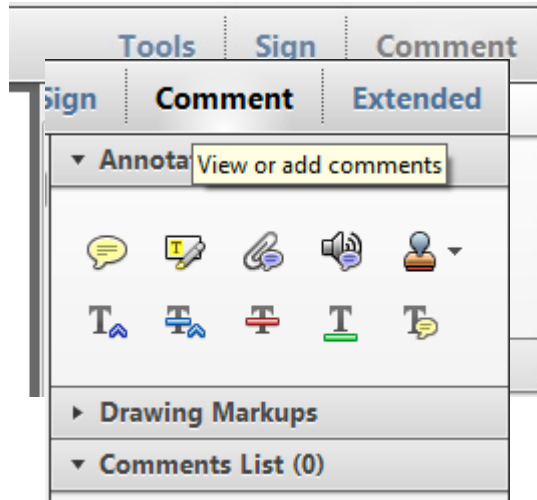 Tools Sign Comment
Sign Comment Extended
Annota
View or add comments
T
T T T T T
Drawing Markups
Comments List (0)